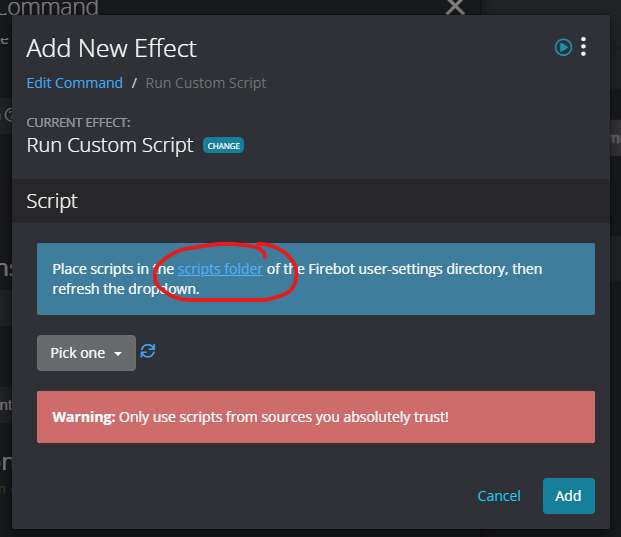 Command
Add New Effect
Edit Command / Run Custom Script
CURRENT EFFECT:
Run Custom Script CHANGE
Script
Place scripts in the scripts folder of the Firebot user-settings directory, then
refresh the dropdown.
Pick one
Warning: Only use scripts from sources you absolutely trust!
Cancel Add